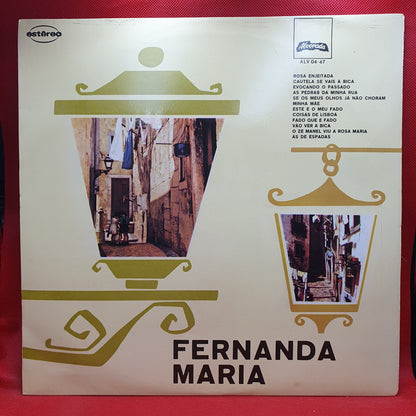 estéreo
Alvorada
ALV 04-47
ROSA ENJEITADA
CAUTELA SE VAIS À BICA
EVOCANDO O PASSADO
AS PEDRAS DA MINHA RUA
SE OS MEUS OLHOS JÁ NÃO CHORAM
MINHA MÃE
ESTE É O MEU FADO
COISAS DE LISBOA
FADO QUE É FADO
VÃO VER A BICA
O ZÉ MANEL VIU A ROSA MARIA
ÁS DE ESPADAS
FERNANDA
MARIA